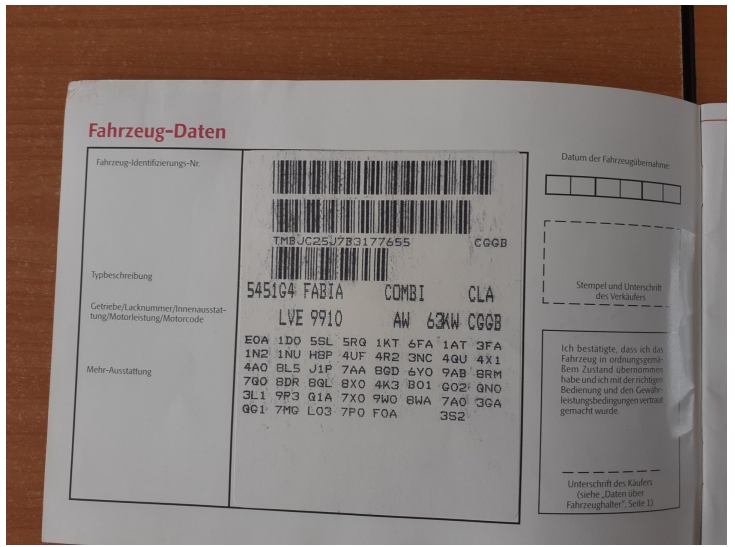 Fahrzeug-Daten
Fahrzeug-Identifizierungs-Nr.
TMBJC25J7B3177655 CGGB
Typbeschreibung
5451G4 FABIA COMBI CLA
Getriebe/Lacknummer/Innenausstat-
tung/Motorleistung/Motorcode
LVE 9910 AW 63KW CGGB
Mehr-Ausstattung
E0A 1D0 5SL 5RQ 1KT 6FA 1AT 3FA
1N2 1NU H8P 4UF 4R2 3NC 4QU 4X1
4A0 8L5 J1P 7AA 8GD 6Y0 9AB 8RM
7Q0 8DR 8QL 8X0 4K3 B01 G02 QN0
3L1 9P3 Q1A 7X0 9W0 8WA 7A0 3GA
QG1 7MG L03 7P0 F0A 3S2
Datum der Fahrzeugübernahme:
Stempel und Unterschrift
des Verkäufers
Ich bestätigte, dass ich das
Fahrzeug in ordnungsgemä-
ßem Zustand übernommen
habe und ich mit der richtigen
Bedienung und den Gewähr-
leistungsbedingungen vertraut
gemacht wurde.
Unterschrift des Käufers
(siehe „Daten über
Fahrzeughalter", Seite 1)